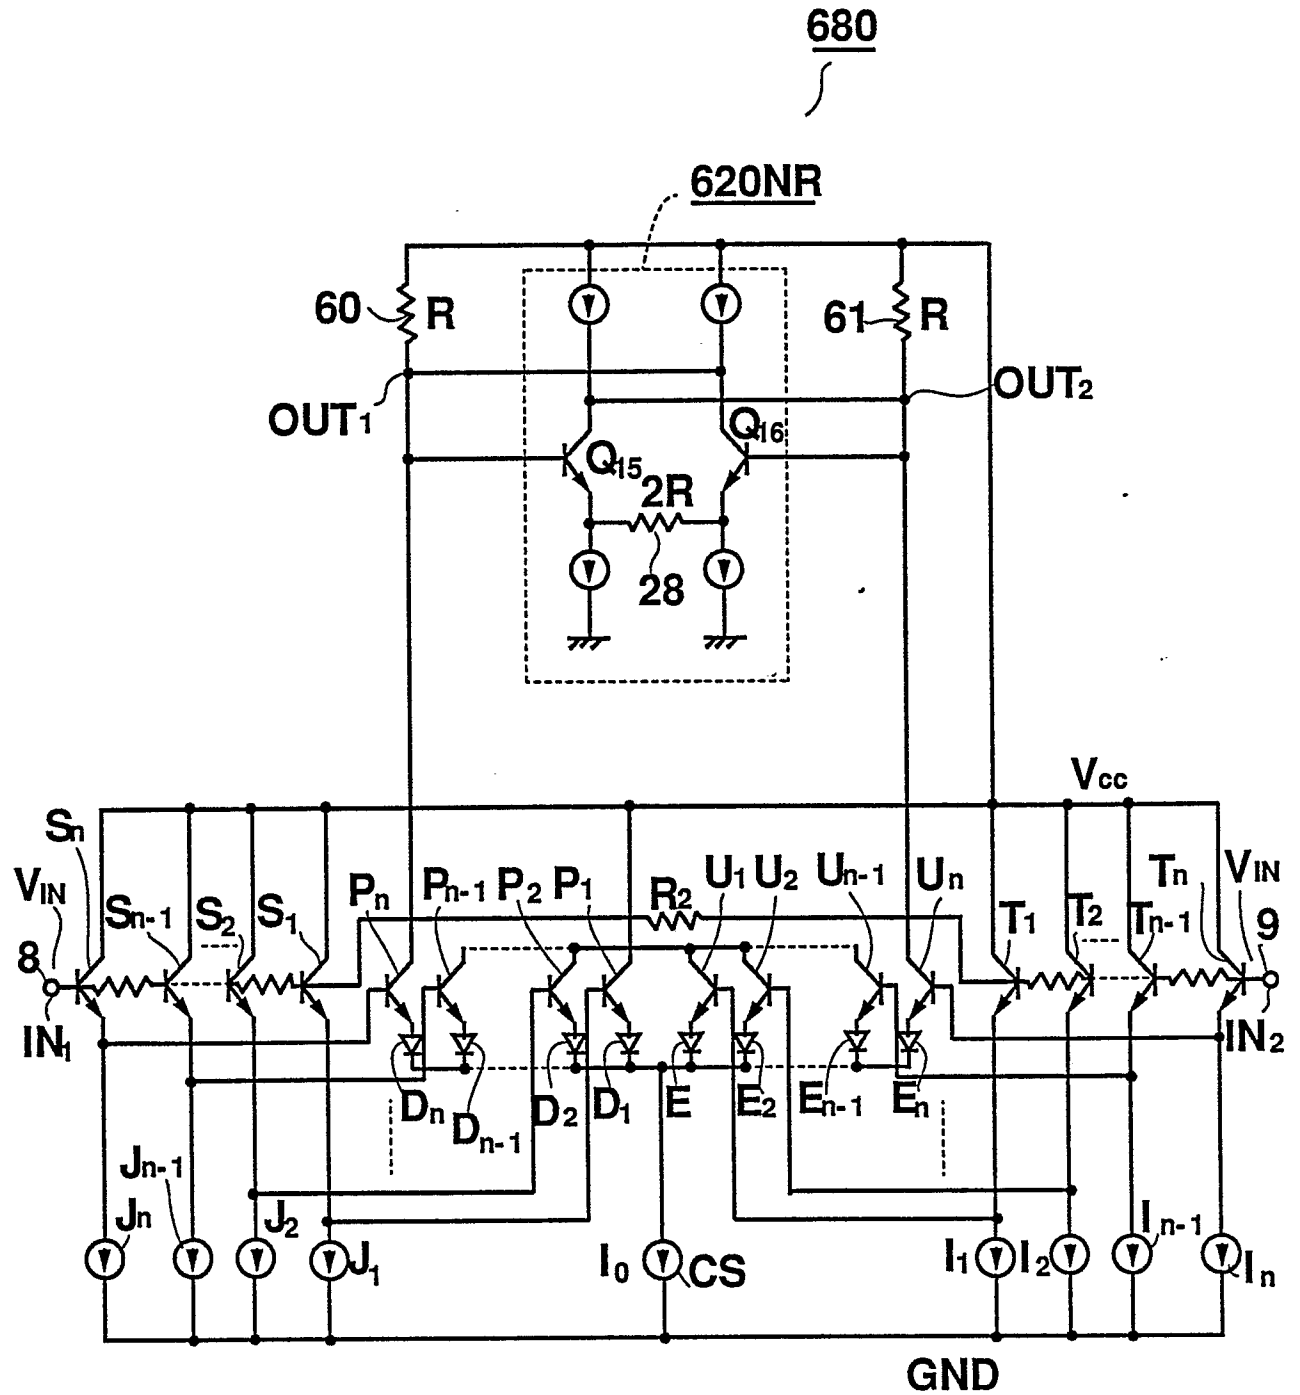 680
620NR
60 R
61 R
OUT1
OUT2
Q15
Q16
2R
28
Vcc
Sn
VIN
Sn-1
S2
S1
Pn
Pn-1
P2
P1
R2
U1
U2
Un-1
Un
T1
T2
Tn-1
Tn
VIN
8
9
IN1
IN2
Dn
Dn-1
D2
D1
E
E2
En-1
En
Jn-1
Jn
J2
J1
I0
CS
I1
I2
In-1
In
GND